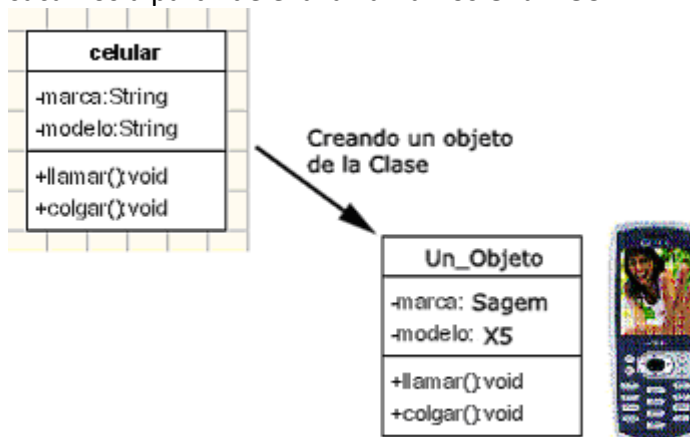 celular
-marca:String
-modelo:String
+llamar():void
+colgar():void
Creando un objeto
de la Clase
Un_Objeto
-marca: Sagem
-modelo: X5
+llamar():void
+colgar():void